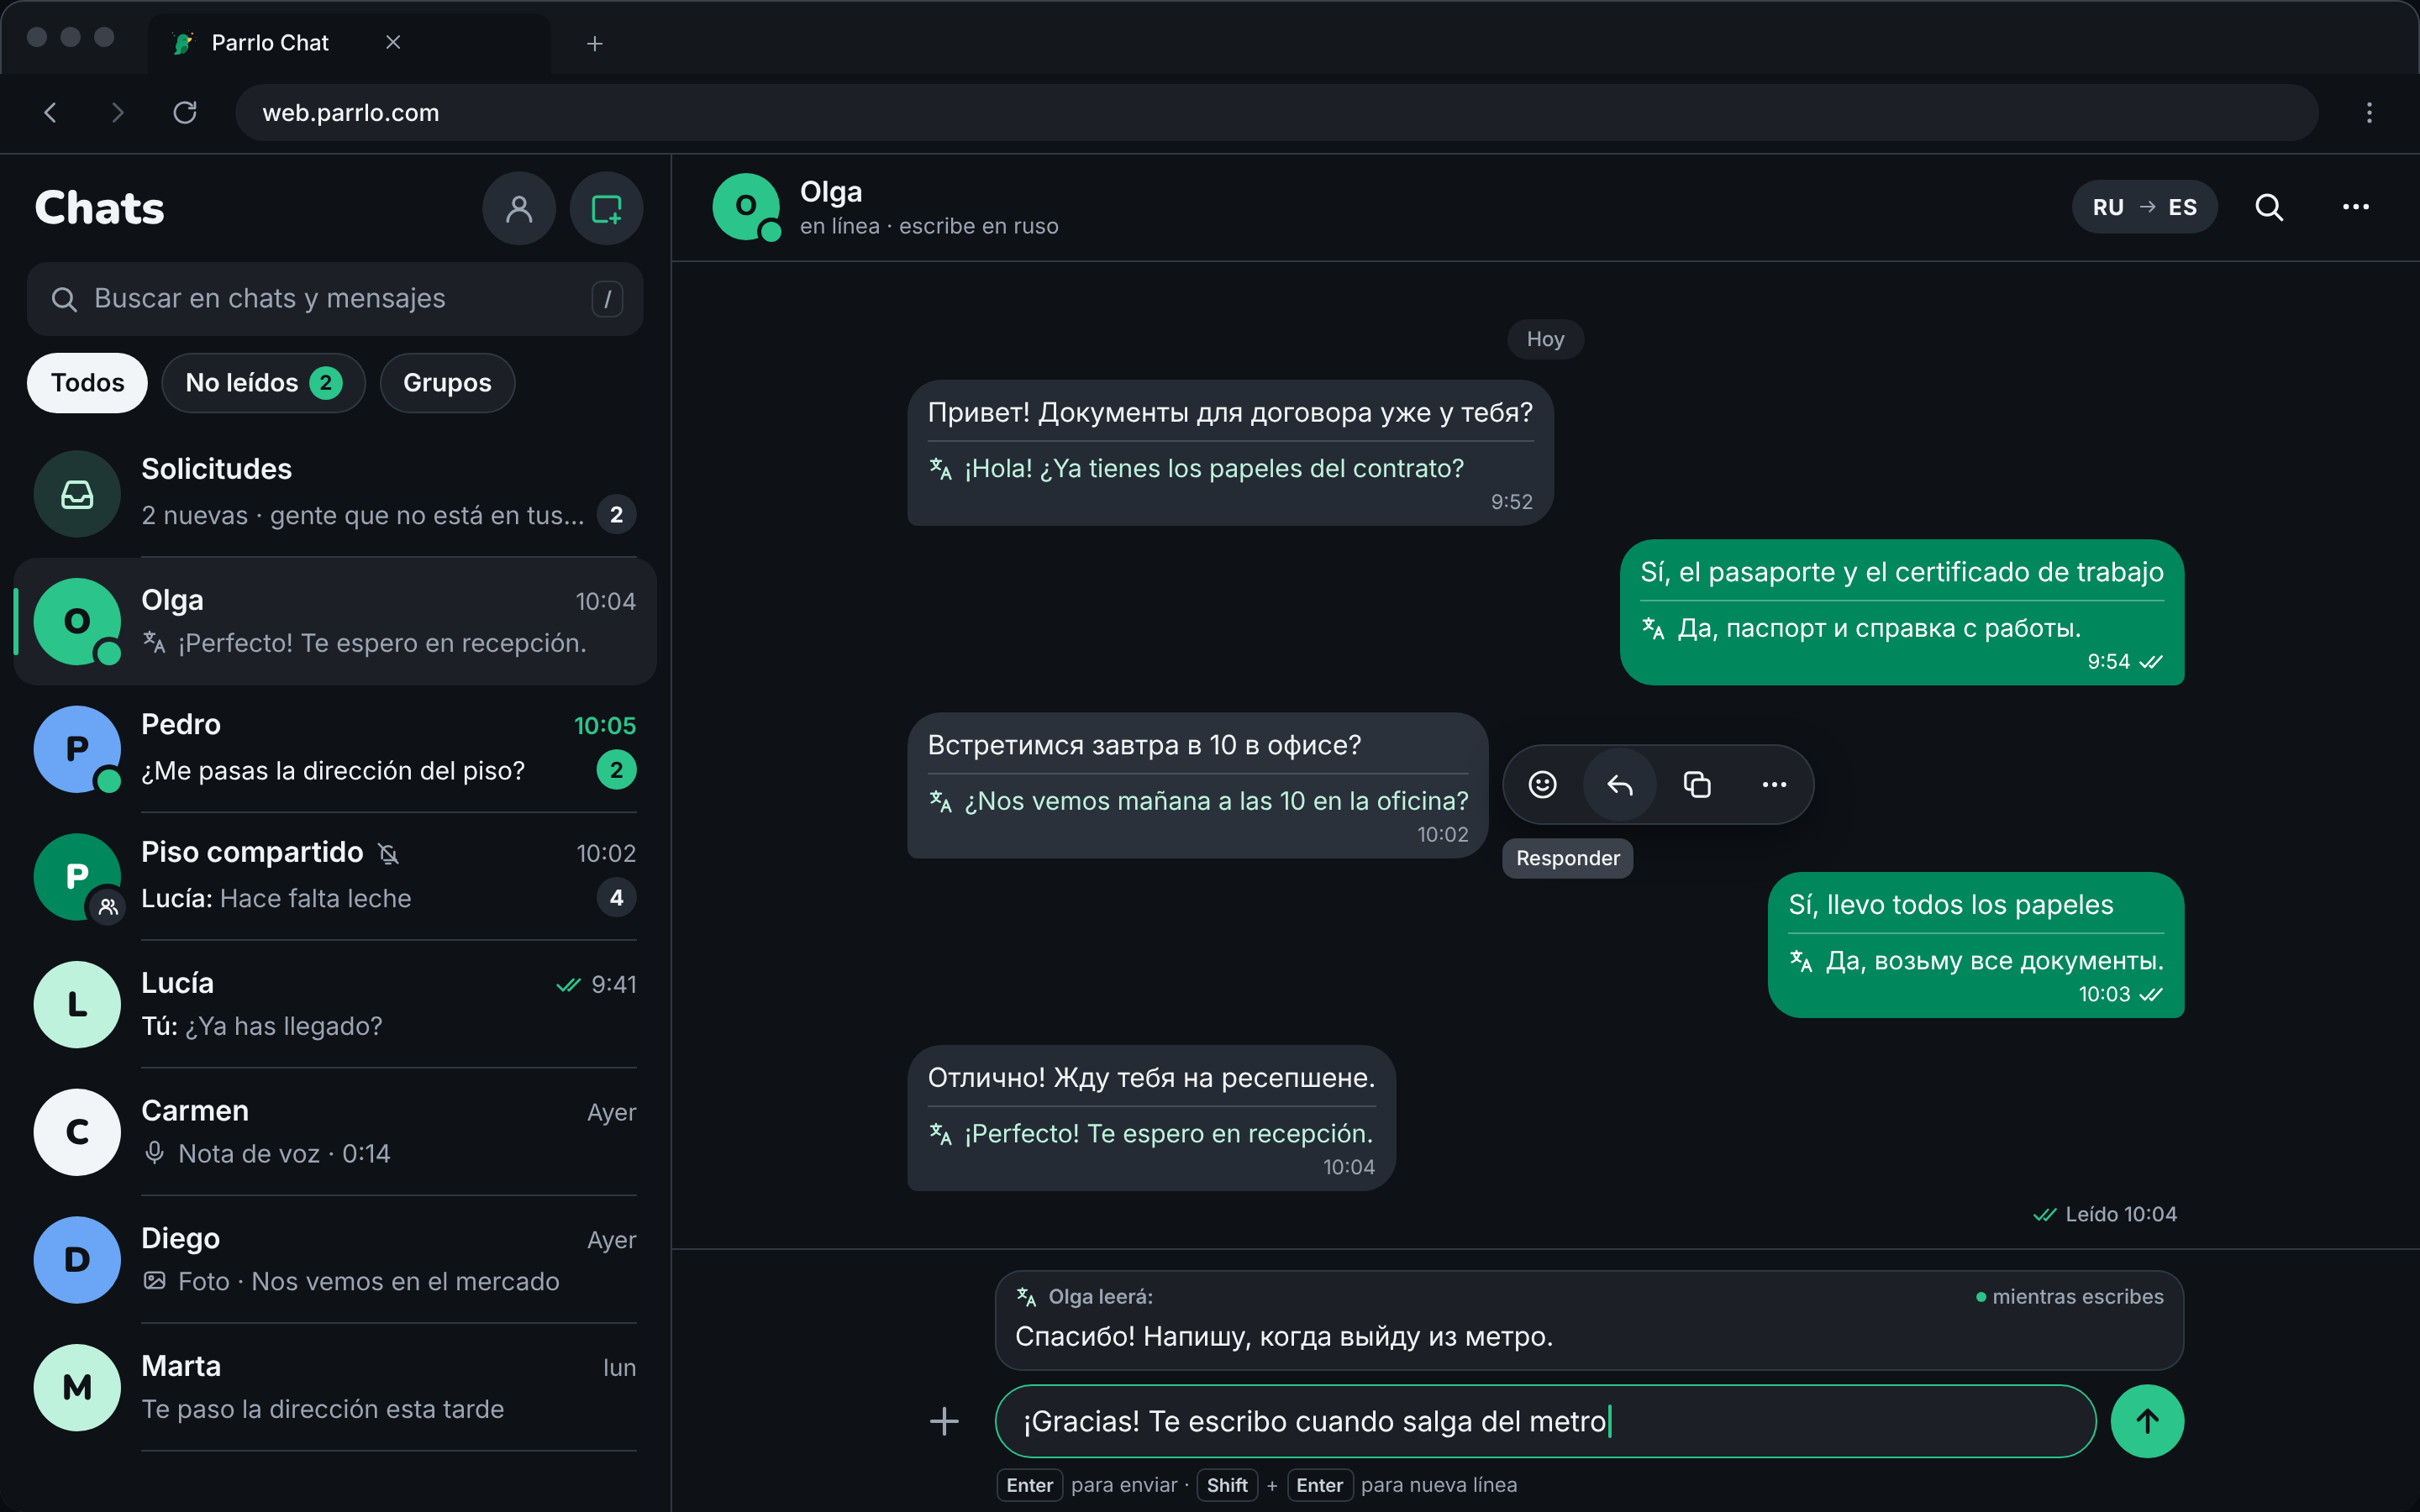 Parrlo Chat
web.parrlo.com
Chats
Buscar en chats y mensajes /
Todos
No leídos 2
Grupos
Solicitudes
2 nuevas · gente que no está en tus... 2
O
Olga 10:04
¡Perfecto! Te espero en recepción.
P
Pedro 10:05
¿Me pasas la dirección del piso? 2
P
Piso compartido 10:02
Lucía: Hace falta leche 4
L
Lucía 9:41
Tú: ¿Ya has llegado?
C
Carmen Ayer
Nota de voz · 0:14
D
Diego Ayer
Foto · Nos vemos en el mercado
M
Marta lun
Te paso la dirección esta tarde
O
Olga
en línea · escribe en ruso
RU → ES
Hoy
Привет! Документы для договора уже у тебя?
¡Hola! ¿Ya tienes los papeles del contrato?
9:52
Sí, el pasaporte y el certificado de trabajo
Да, паспорт и справка с работы.
9:54
Встретимся завтра в 10 в офисе?
¿Nos vemos mañana a las 10 en la oficina?
10:02
Responder
Sí, llevo todos los papeles
Да, возьму все документы.
10:03
Отлично! Жду тебя на ресепшене.
¡Perfecto! Te espero en recepción.
10:04
Leído 10:04
Olga leerá: mientras escribes
Спасибо! Напишу, когда выйду из метро.
¡Gracias! Te escribo cuando salga del metro
Enter para enviar · Shift + Enter para nueva línea